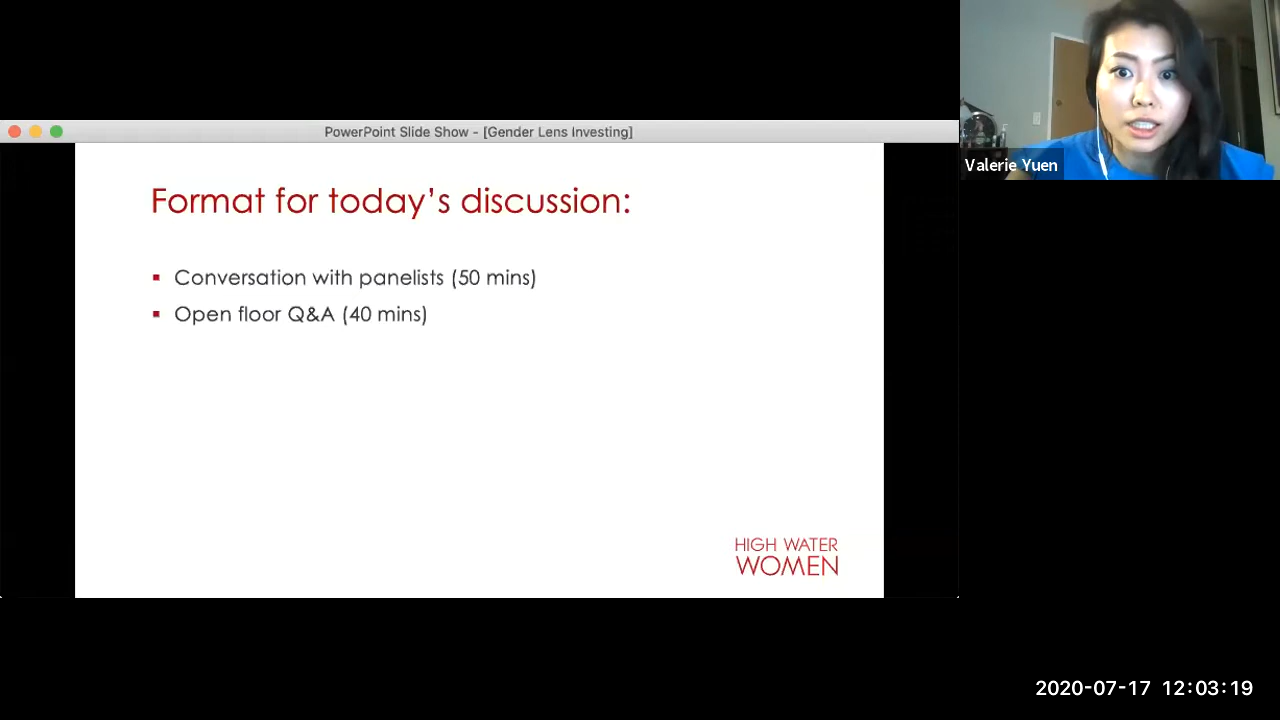 PowerPoint Slide Show - [Gender Lens Investing]
Format for today's discussion:
▪ Conversation with panelists (50 mins)
▪ Open floor Q&A (40 mins)
HIGH WATER
WOMEN
Valerie Yuen
2020-07-17 12:03:19